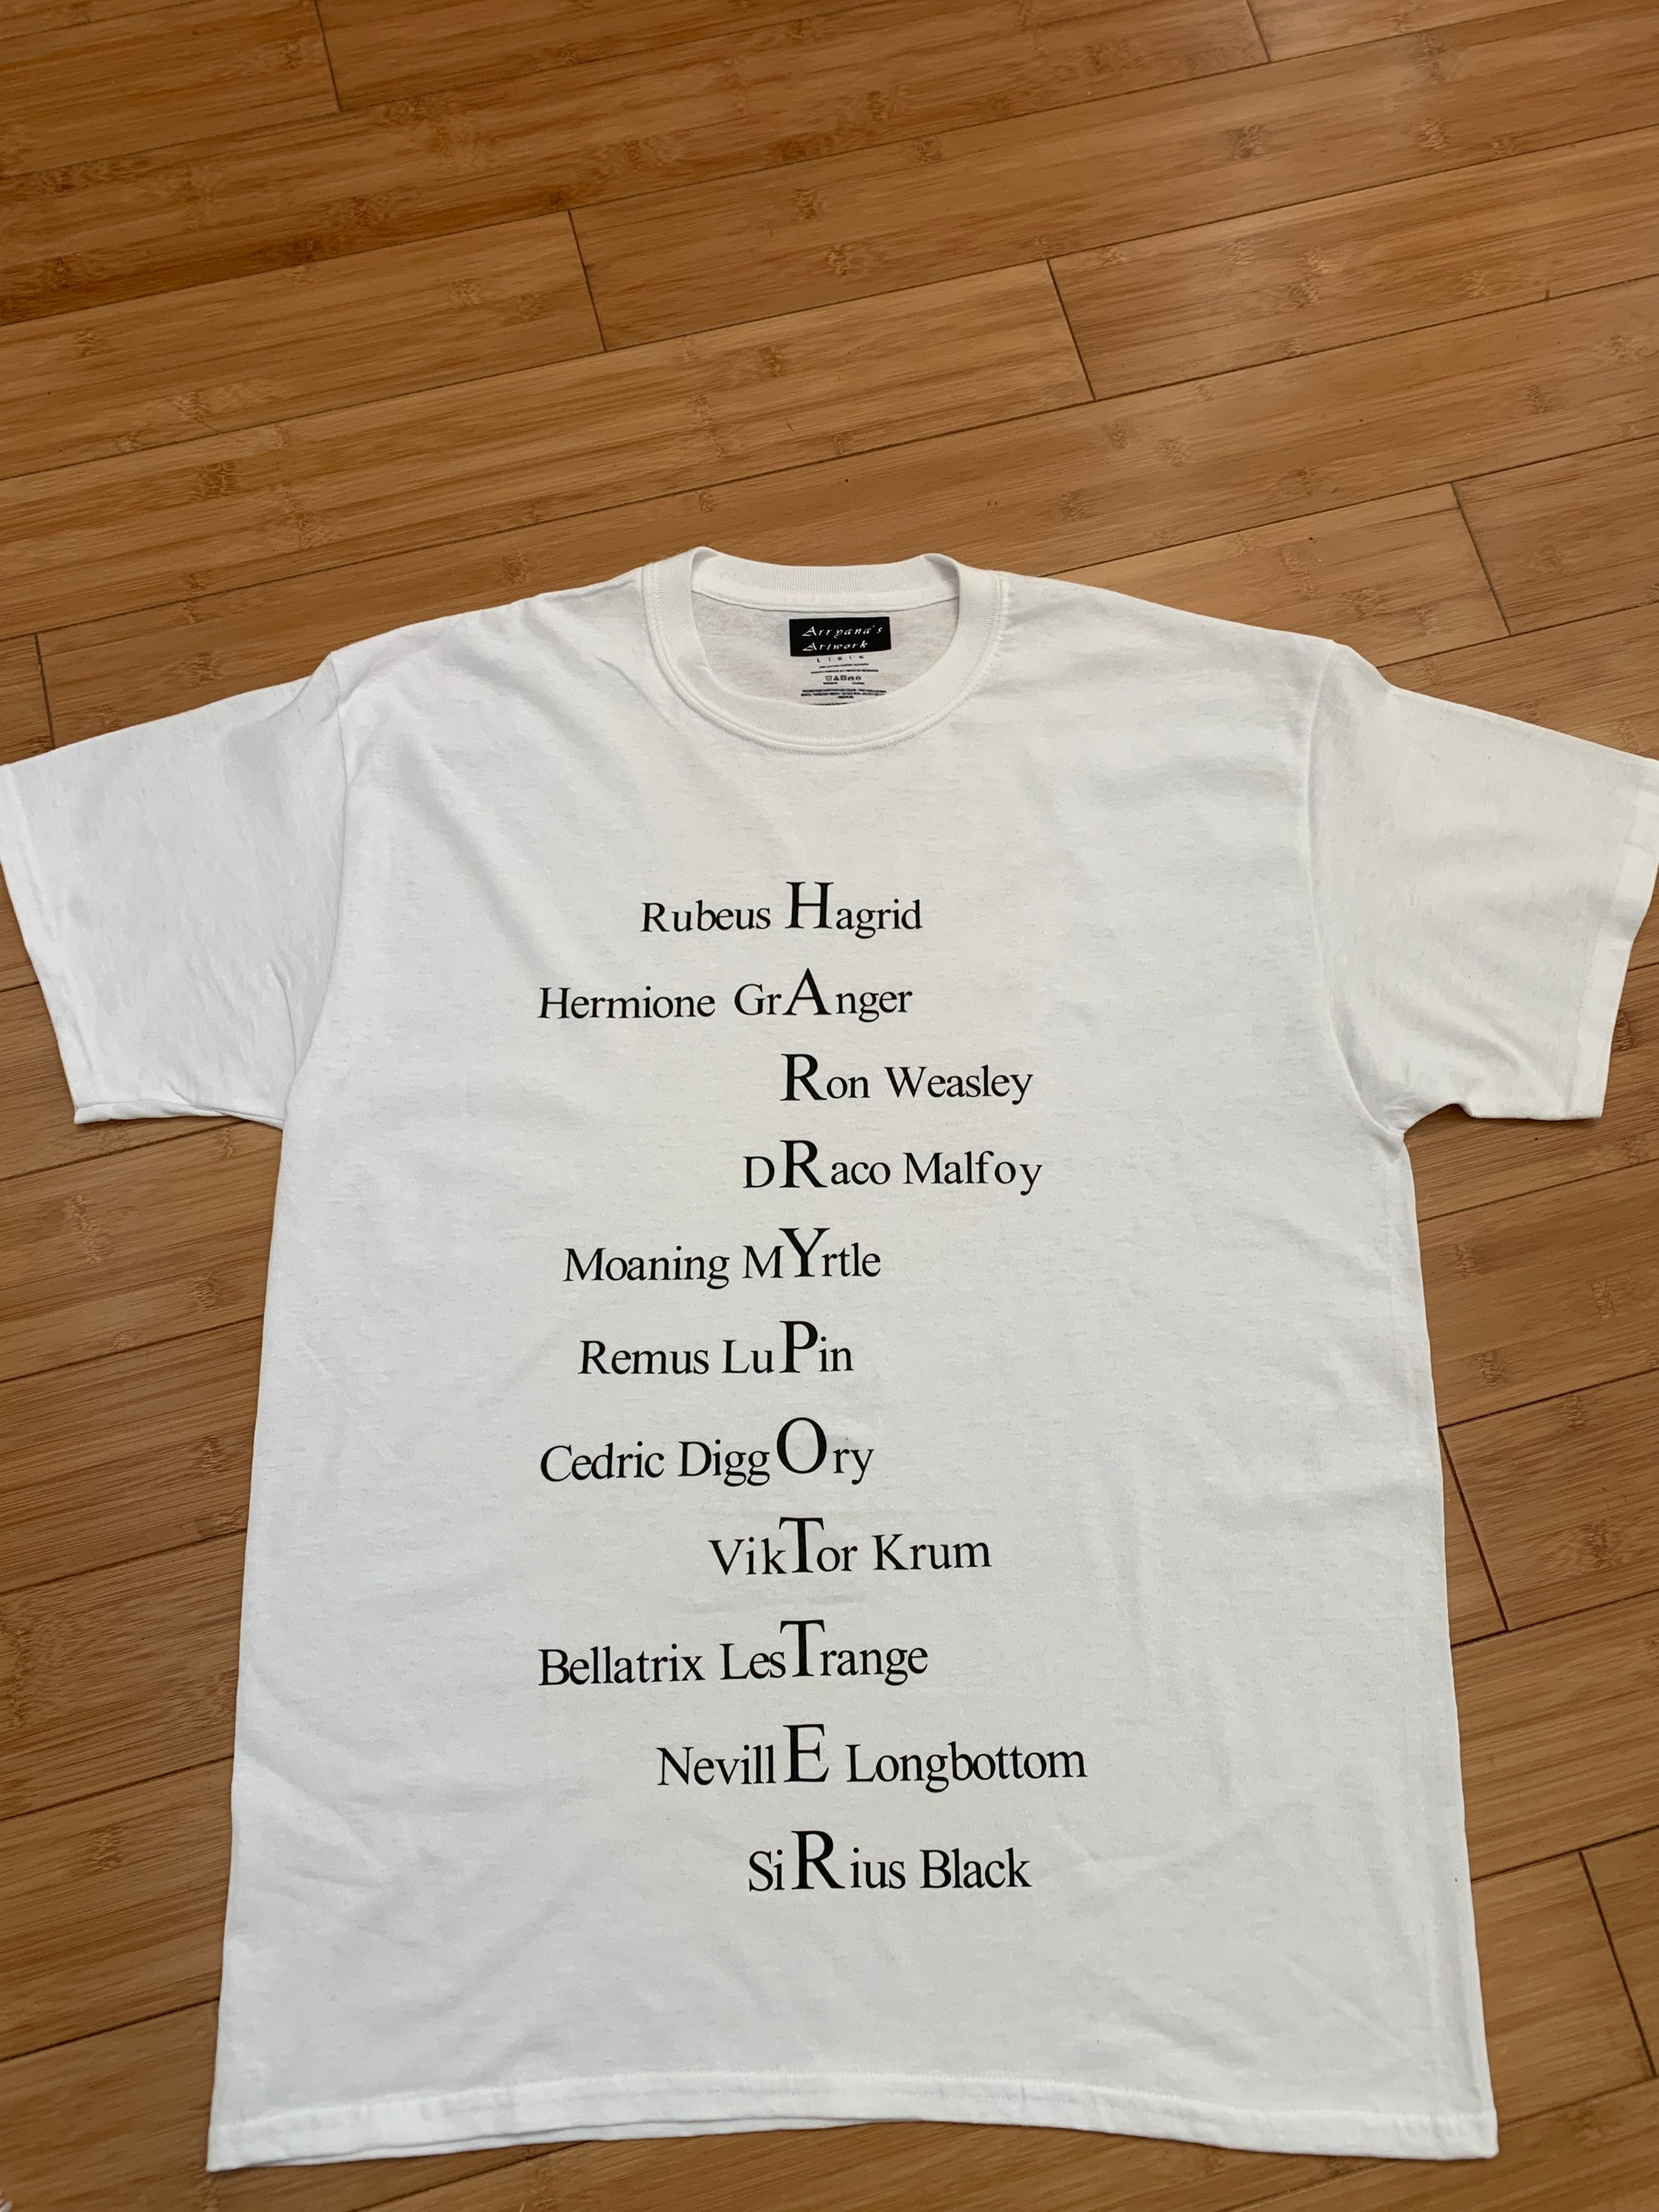 Arryana's
Artwork
Rubeus Hagrid
Hermione GrAnger
Ron Weasley
DRaco Malfoy
Moaning MYrtle
Remus LuPin
Cedric DiggOry
VikTor Krum
Bellatrix LesTrange
NevillE Longbottom
SiRius Black